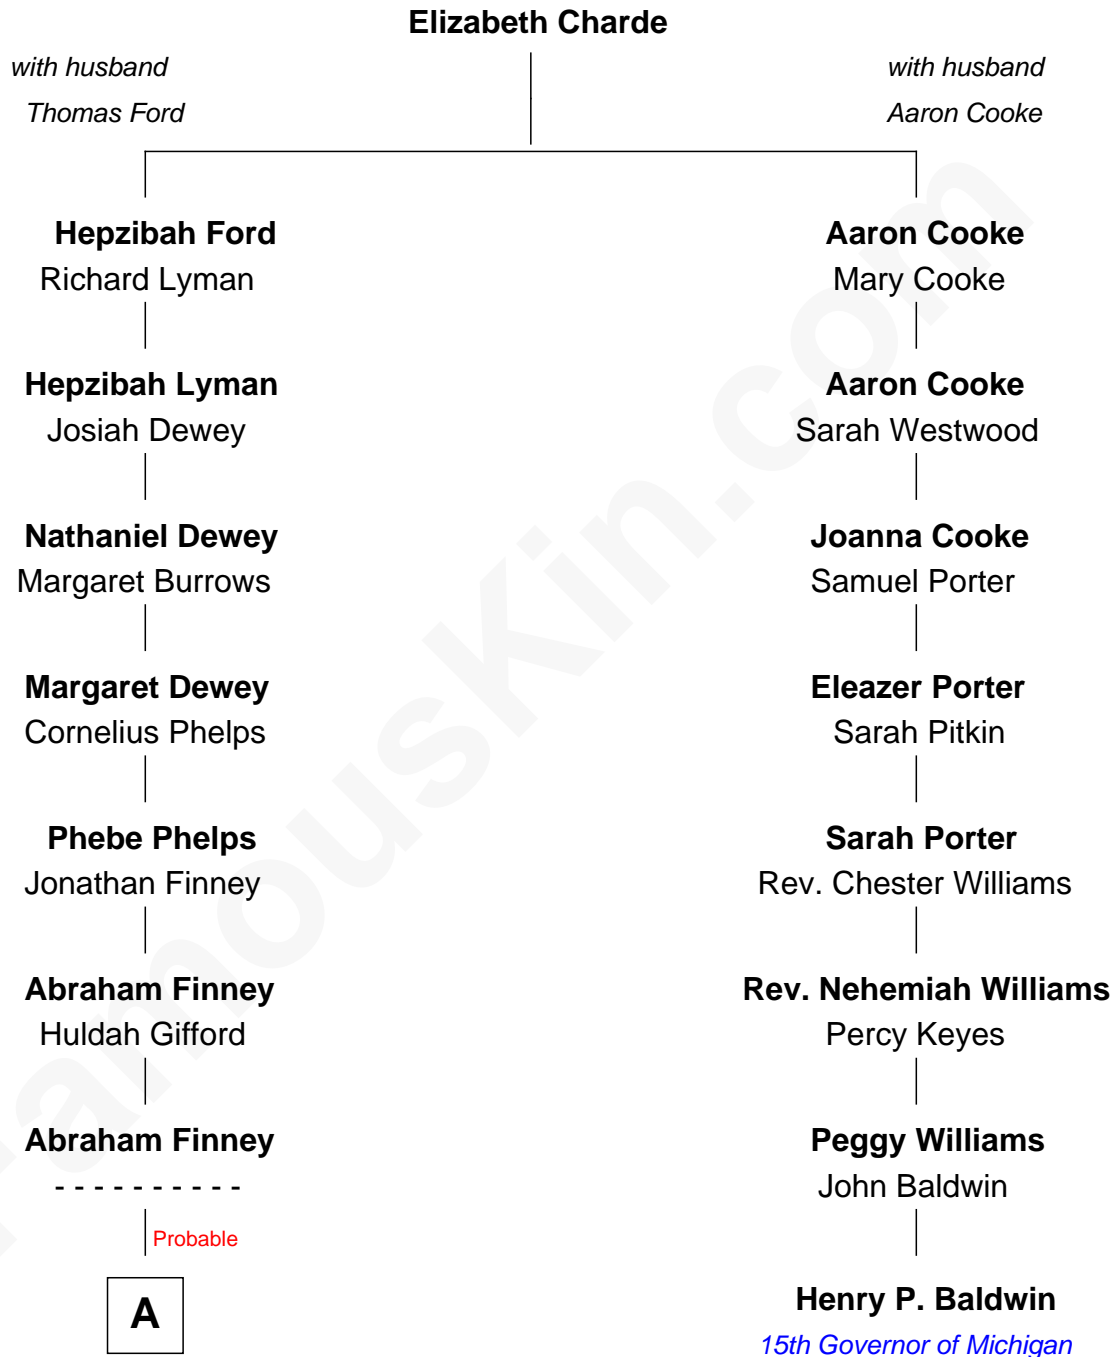 Elizabeth Charde
with husband
Thomas Ford
with husband
Aaron Cooke
Hepzibah Ford
Richard Lyman
Aaron Cooke
Mary Cooke
Hepzibah Lyman
Josiah Dewey
Aaron Cooke
Sarah Westwood
Nathaniel Dewey
Margaret Burrows
Joanna Cooke
Samuel Porter
Margaret Dewey
Cornelius Phelps
Eleazer Porter
Sarah Pitkin
Phebe Phelps
Jonathan Finney
Sarah Porter
Rev. Chester Williams
Abraham Finney
Huldah Gifford
Rev. Nehemiah Williams
Percy Keyes
Abraham Finney
- - - - - - - - - -
Probable
A
Peggy Williams
John Baldwin
Henry P. Baldwin
15th Governor of Michigan
FamousKin.com